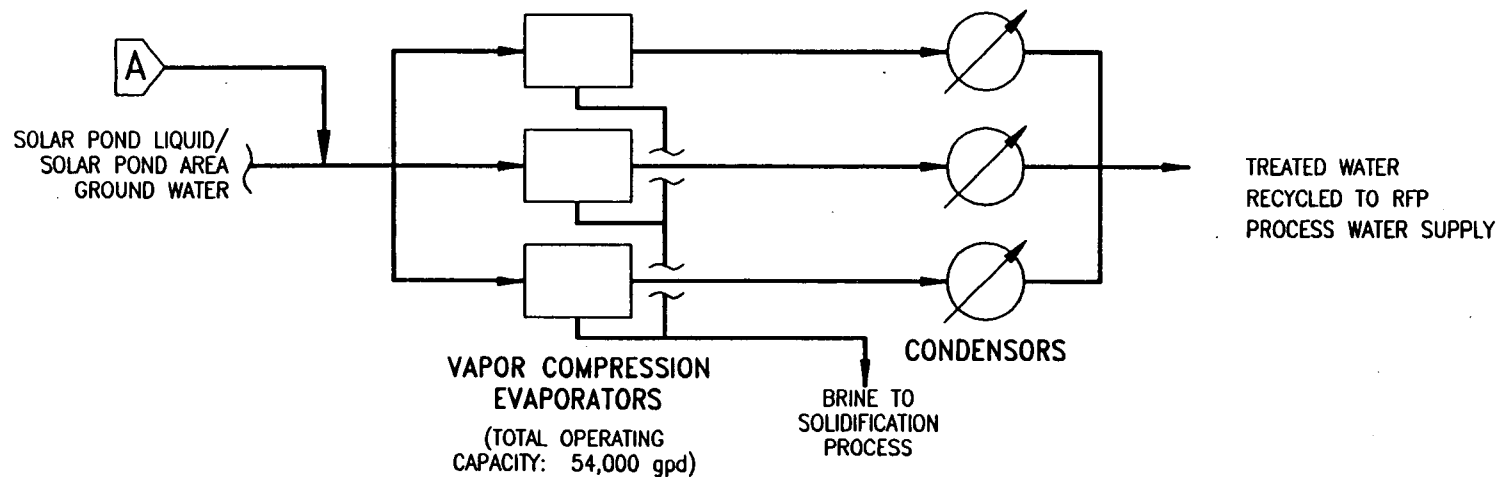 A
SOLAR POND LIQUID/
SOLAR POND AREA
GROUND WATER
TREATED WATER
RECYCLED TO RFP
PROCESS WATER SUPPLY
VAPOR COMPRESSION
EVAPORATORS
(TOTAL OPERATING
CAPACITY: 54,000 gpd)
CONDENSORS
BRINE TO
SOLIDIFICATION
PROCESS